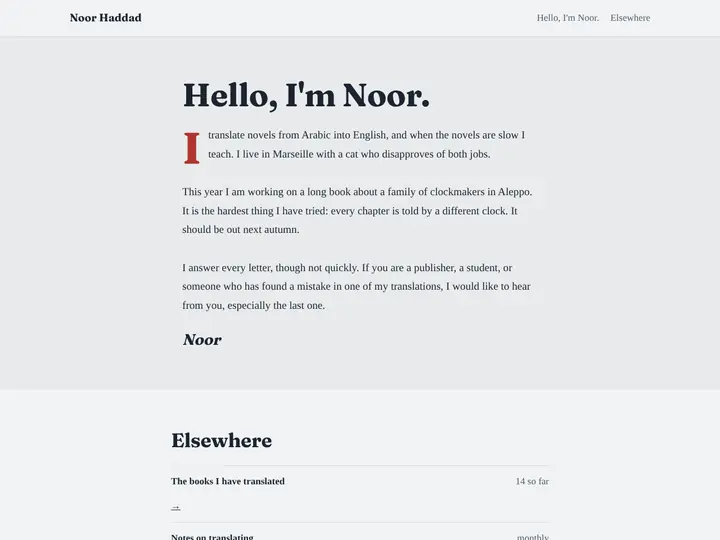 Noor Haddad
Hello, I'm Noor.
Elsewhere
Hello, I'm Noor.
I translate novels from Arabic into English, and when the novels are slow I
teach. I live in Marseille with a cat who disapproves of both jobs.
This year I am working on a long book about a family of clockmakers in Aleppo.
It is the hardest thing I have tried: every chapter is told by a different clock. It
should be out next autumn.
I answer every letter, though not quickly. If you are a publisher, a student, or
someone who has found a mistake in one of my translations, I would like to hear
from you, especially the last one.
Noor
Elsewhere
The books I have translated
14 so far
→
Notes on translating
monthly